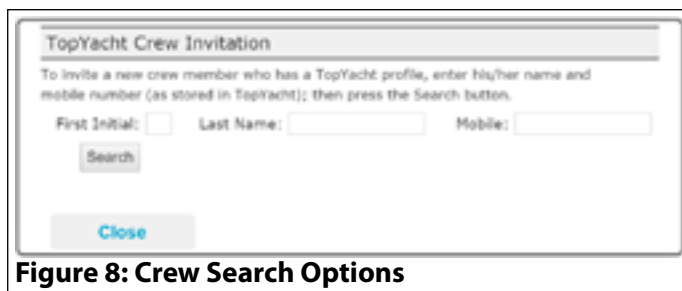 TopYacht Crew Invitation
To invite a new crew member who has a TopYacht profile, enter his/her name and
mobile number (as stored in TopYacht); then press the Search button.
First Initial: Last Name: Mobile:
Search
Close
Figure 8: Crew Search Options